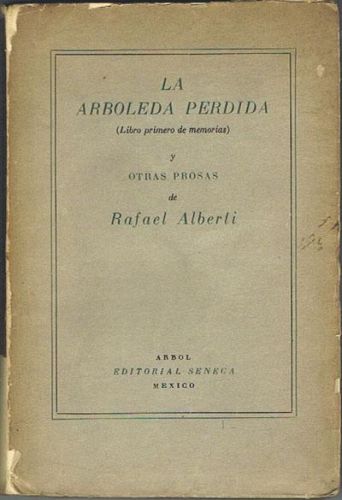 LA
ARBOLEDA PERDIDA
(Libro primero de memorias)
y
OTRAS PROSAS
de
Rafael Alberti
ARBOL
EDITORIAL SENECA
MEXICO